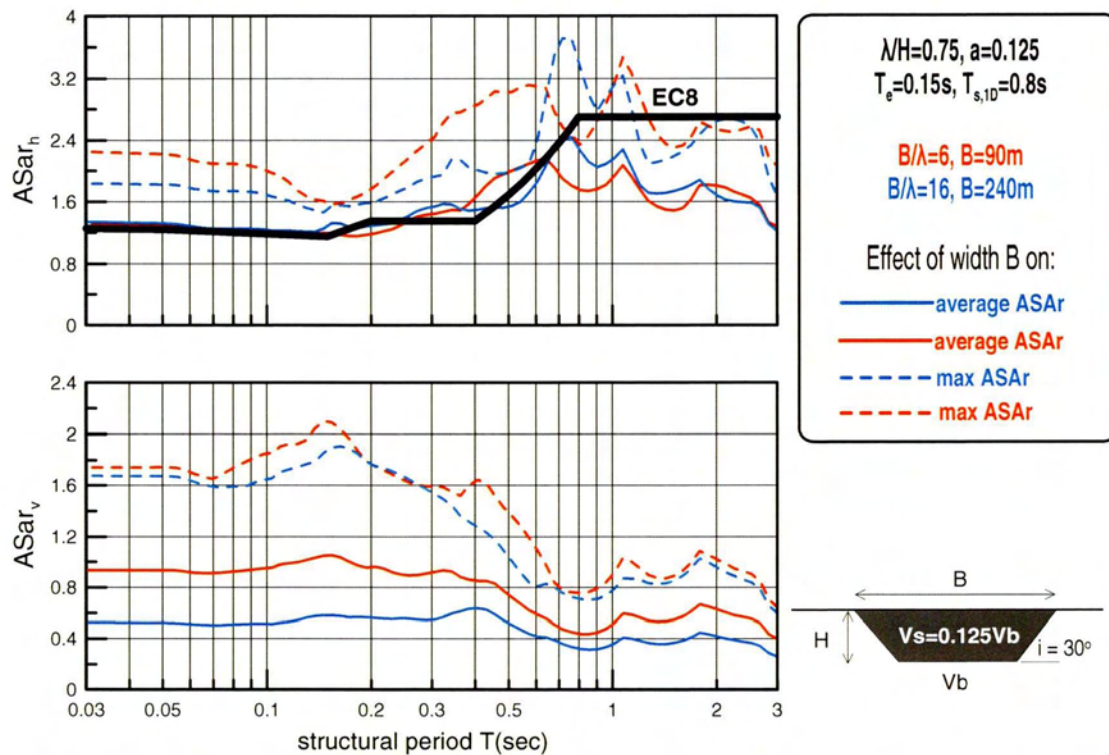 4
3.2
2.4
1.6
0.8
0
ASar_h
EC8
2.4
2
1.6
1.2
0.8
0.4
0
ASar_v
0.03 0.05 0.1 0.2 0.3 0.5 1 2 3
structural period T(sec)
λ/H=0.75, a=0.125
T_e=0.15s, T_s,1D=0.8s
B/λ=6, B=90m
B/λ=16, B=240m
Effect of width B on:
average ASAr
average ASAr
max ASAr
max ASAr
B
H
Vs=0.125Vb
i = 30°
Vb